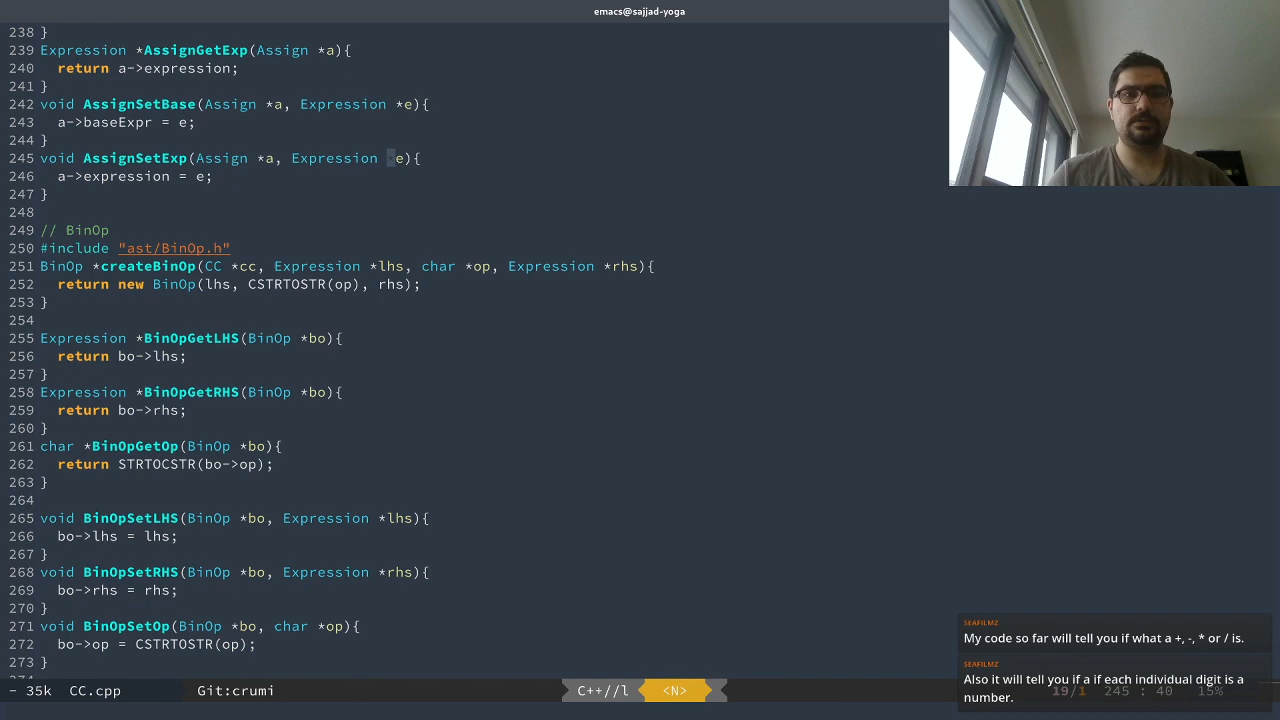 emacs@sajjad-yoga
238 }
239 Expression *AssignGetExp(Assign *a){
240   return a->expression;
241 }
242 void AssignSetBase(Assign *a, Expression *e){
243   a->baseExpr = e;
244 }
245 void AssignSetExp(Assign *a, Expression *e){
246   a->expression = e;
247 }
248
249 // BinOp
250 #include "ast/BinOp.h"
251 BinOp *createBinOp(CC *cc, Expression *lhs, char *op, Expression *rhs){
252   return new BinOp(lhs, CSTRTOSTR(op), rhs);
253 }
254
255 Expression *BinOpGetLHS(BinOp *bo){
256   return bo->lhs;
257 }
258 Expression *BinOpGetRHS(BinOp *bo){
259   return bo->rhs;
260 }
261 char *BinOpGetOp(BinOp *bo){
262   return STRTOCSTR(bo->op);
263 }
264
265 void BinOpSetLHS(BinOp *bo, Expression *lhs){
266   bo->lhs = lhs;
267 }
268 void BinOpSetRHS(BinOp *bo, Expression *rhs){
269   bo->rhs = rhs;
270 }
271 void BinOpSetOp(BinOp *bo, char *op){
272   bo->op = CSTRTOSTR(op);
273 }
SEAFILMZ
My code so far will tell you if what a +, -, * or / is.
SEAFILMZ
Also it will tell you if a if each individual digit is a
number.
- 35k CC.cpp Git:crumi C++//l <N> 19/1 245 : 40 15%